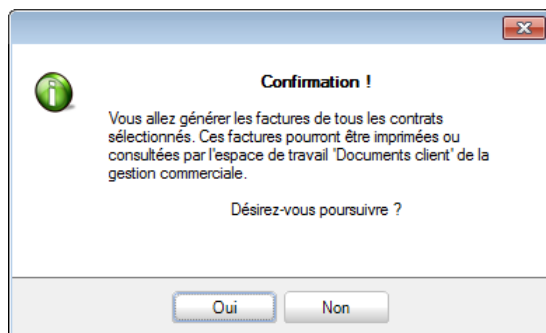 Confirmation !
Vous allez générer les factures de tous les contrats
sélectionnés. Ces factures pourront être imprimées ou
consultées par l'espace de travail 'Documents client' de la
gestion commerciale.
Désirez-vous poursuivre ?
Oui
Non